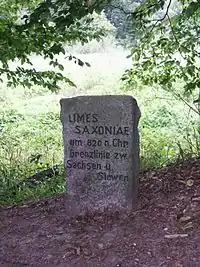 LIMES
SAXONIAE
um 820 n. Chr.
Grenzlinie zw.
Sachsen u.
Slawen